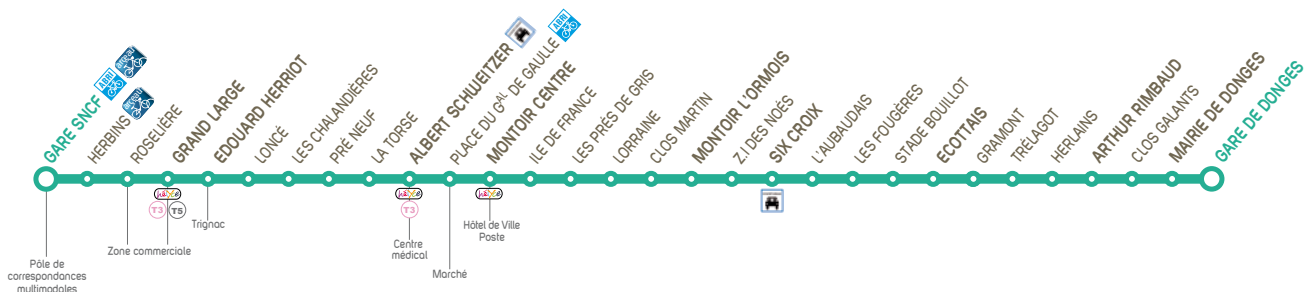 GARE SNCF
ABRI
HERBINS
ROSELIÈRE
GRAND LARGE
EDOUARD HERRIOT
LONCÉ
LES CHALANDIÈRES
PRÉ NEUF
LA TORSE
ALBERT SCHWEITZER
PLACE DU GAL DE GAULLE
ABRI
MONTOIR CENTRE
ILE DE FRANCE
LES PRÉS DE GRIS
LORRAINE
CLOS MARTIN
MONTOIR L'ORMOIS
Z.I DES NOËS
SIX CROIX
L'AUBAUDAIS
LES FOUGÈRES
STADE BOUILLOT
ECOTTAIS
GRAMONT
TRÉLAGOT
HERLAINS
ARTHUR RIMBAUD
CLOS GALANTS
MAIRIE DE DONGES
GARE DE DONGES
T3 T5
T3
Trignac
Zone commerciale
Pôle de
correspondances
multimodales
Centre
médical
Marché
Hôtel de Ville
Poste